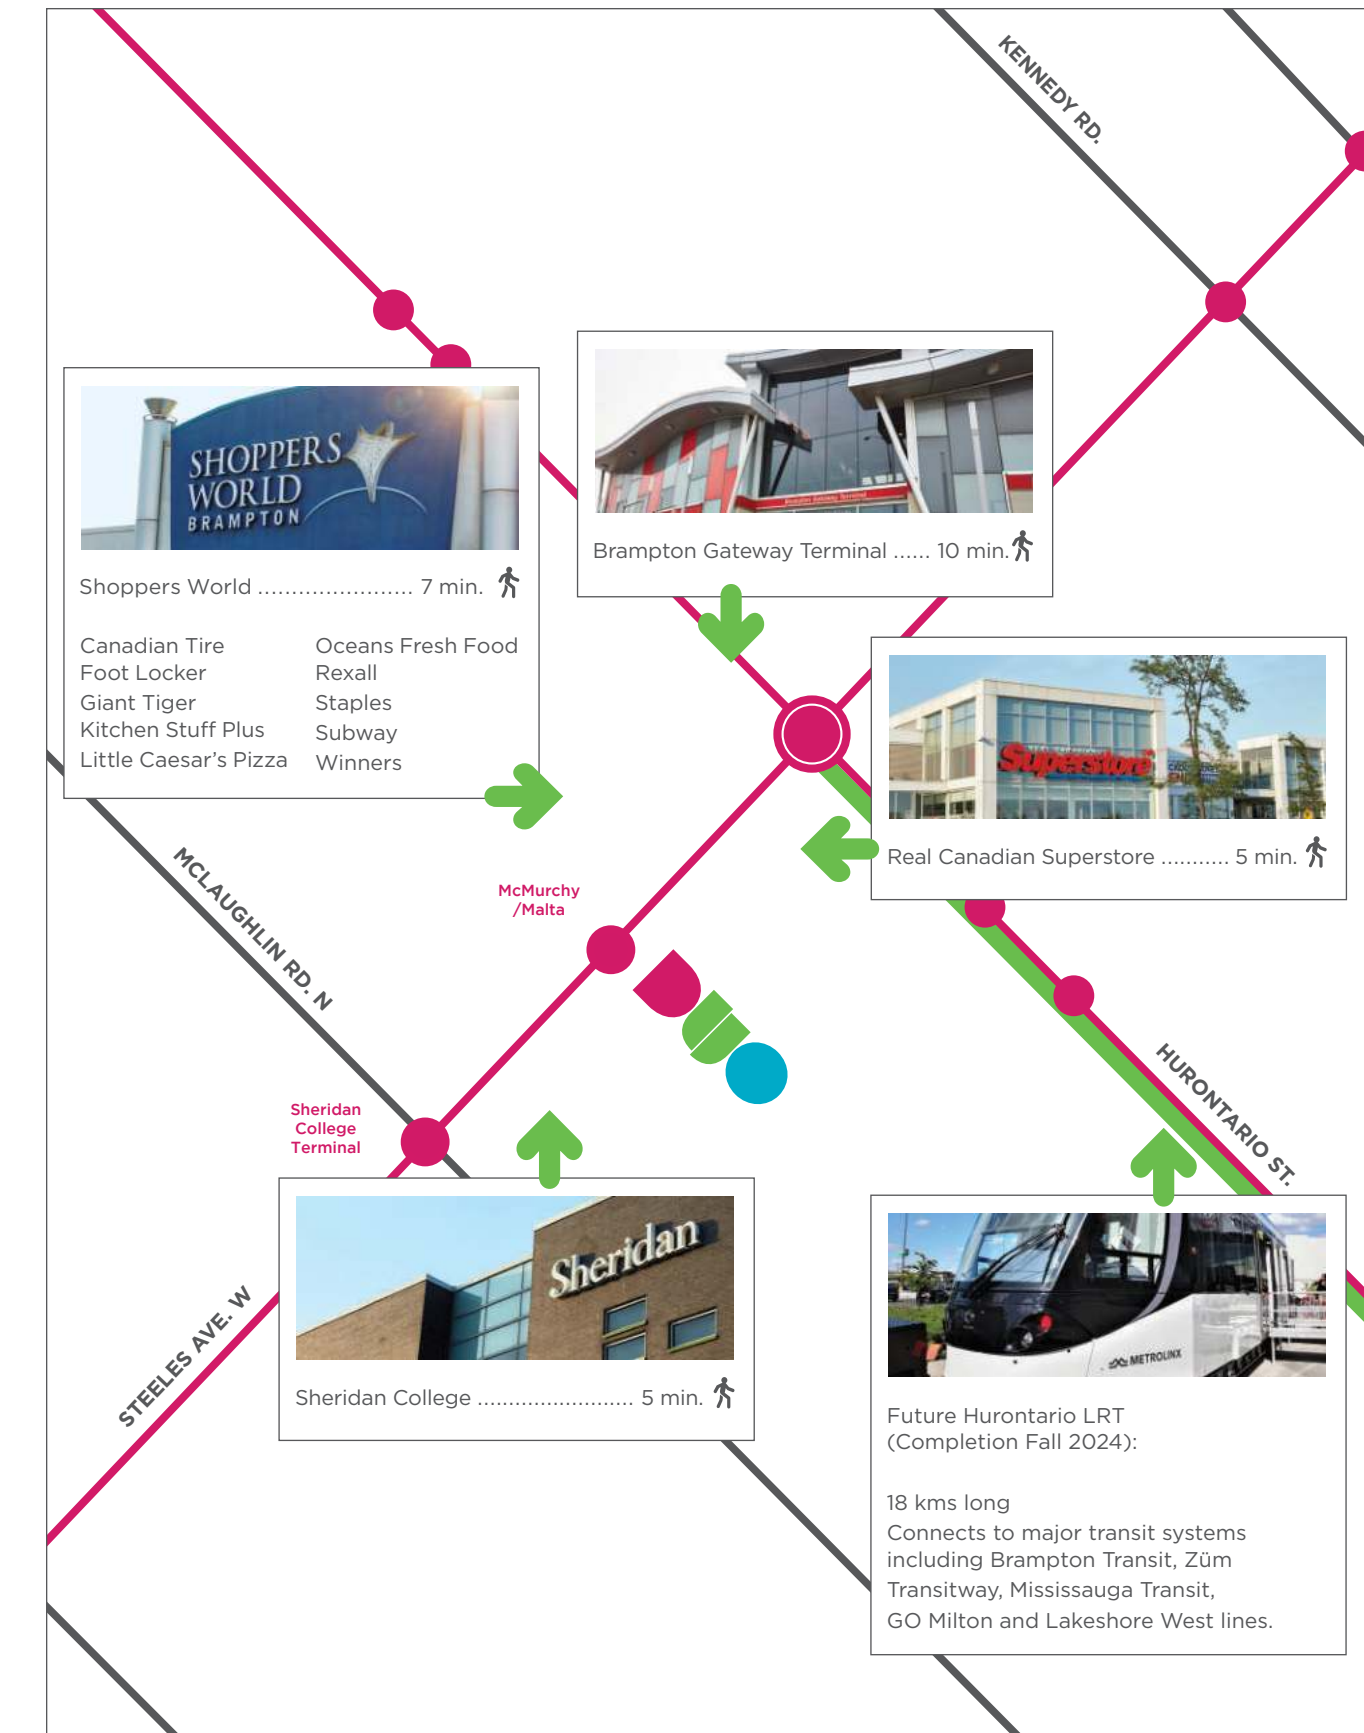 KENNEDY RD.
SHOPPERS
WORLD
BRAMPTON
Shoppers World ....................... 7 min.
Canadian Tire
Foot Locker
Giant Tiger
Kitchen Stuff Plus
Little Caesar's Pizza
Oceans Fresh Food
Rexall
Staples
Subway
Winners
Brampton Gateway Terminal
Brampton Gateway Terminal ...... 10 min.
Superstore
Real Canadian Superstore ........... 5 min.
MCLAUGHLIN RD. N
McMurchy
/Malta
HURONTARIO ST.
Sheridan
College
Terminal
STEELES AVE. W
Sheridan
Sheridan College ......................... 5 min.
METROLINX
Future Hurontario LRT
(Completion Fall 2024):
18 kms long
Connects to major transit systems
including Brampton Transit, Züm
Transitway, Mississauga Transit,
GO Milton and Lakeshore West lines.